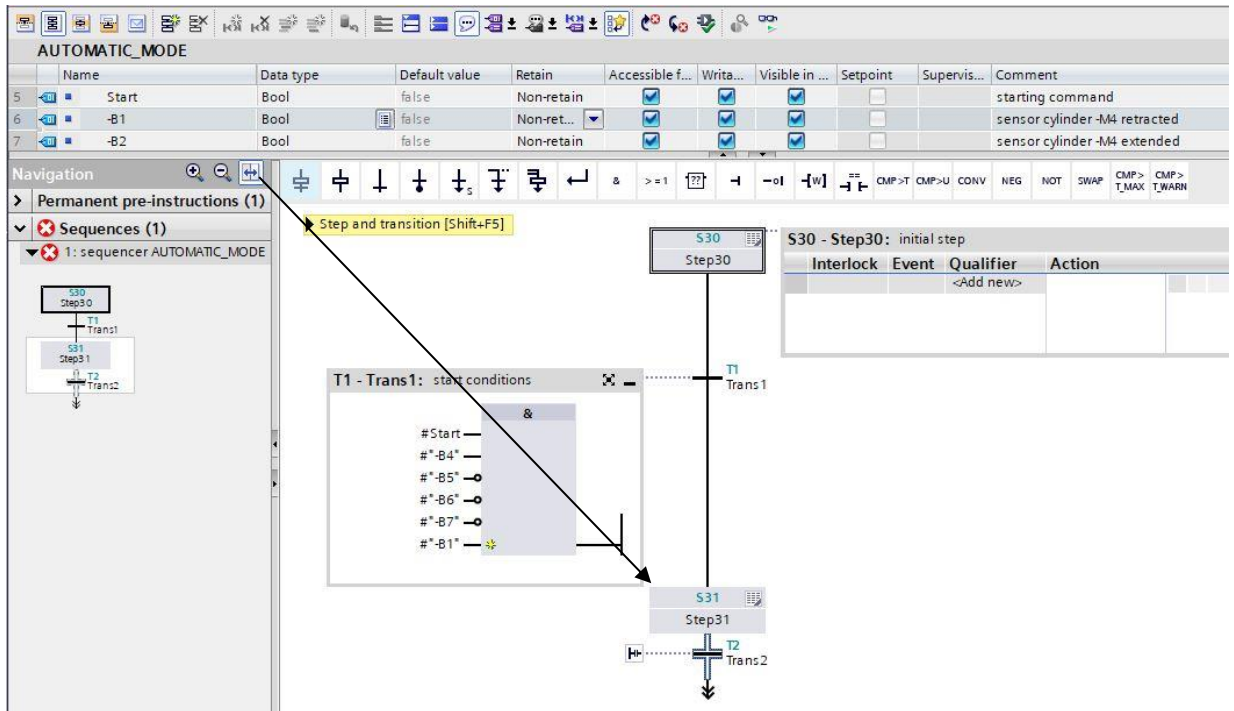 AUTOMATIC_MODE
Name Data type Default value Retain Accessible f... Writa... Visible in ... Setpoint Supervis... Comment
5 Start Bool false Non-retain starting command
6 -B1 Bool false Non-ret... sensor cylinder -M4 retracted
7 -B2 Bool false Non-retain sensor cylinder -M4 extended
Navigation
& >=1 [??] CMP>T CMP>U CONV NEG NOT SWAP CMP> T_MAX CMP> T_WARN
Permanent pre-instructions (1)
Sequences (1)
1: sequencer AUTOMATIC_MODE
S30
Step30
T1
Trans1
S31
Step31
T2
Trans2
Step and transition [Shift+F5]
S30
Step30
S30 - Step30: initial step
Interlock Event Qualifier Action
<Add new>
T1 - Trans1: start conditions
&
#Start
#"-B4"
#"-B5"
#"-B6"
#"-B7"
#"-B1"
T1
Trans1
S31
Step31
T2
Trans2